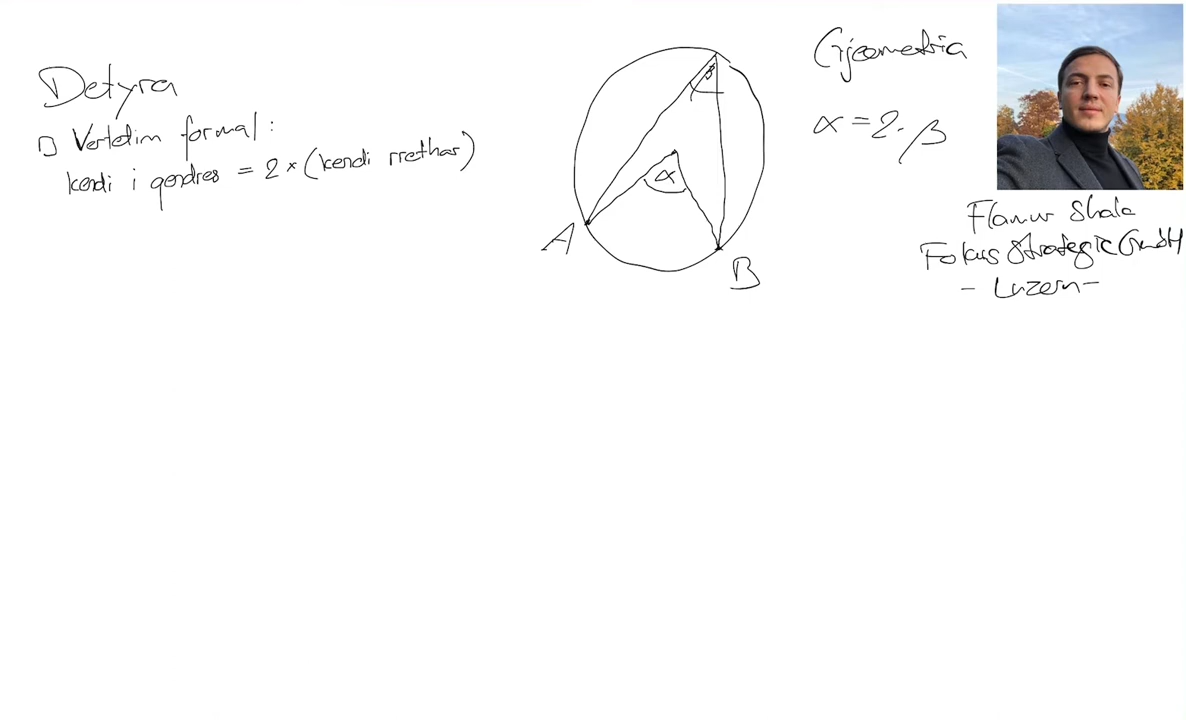 Detyra
Vertetim formal:
kendi i qendres = 2 × (kendi rrethor)
β
α
A
B
Gjeometria
α = 2·β
Flamur Shala
Fokus Strategic GmbH
- Luzern -